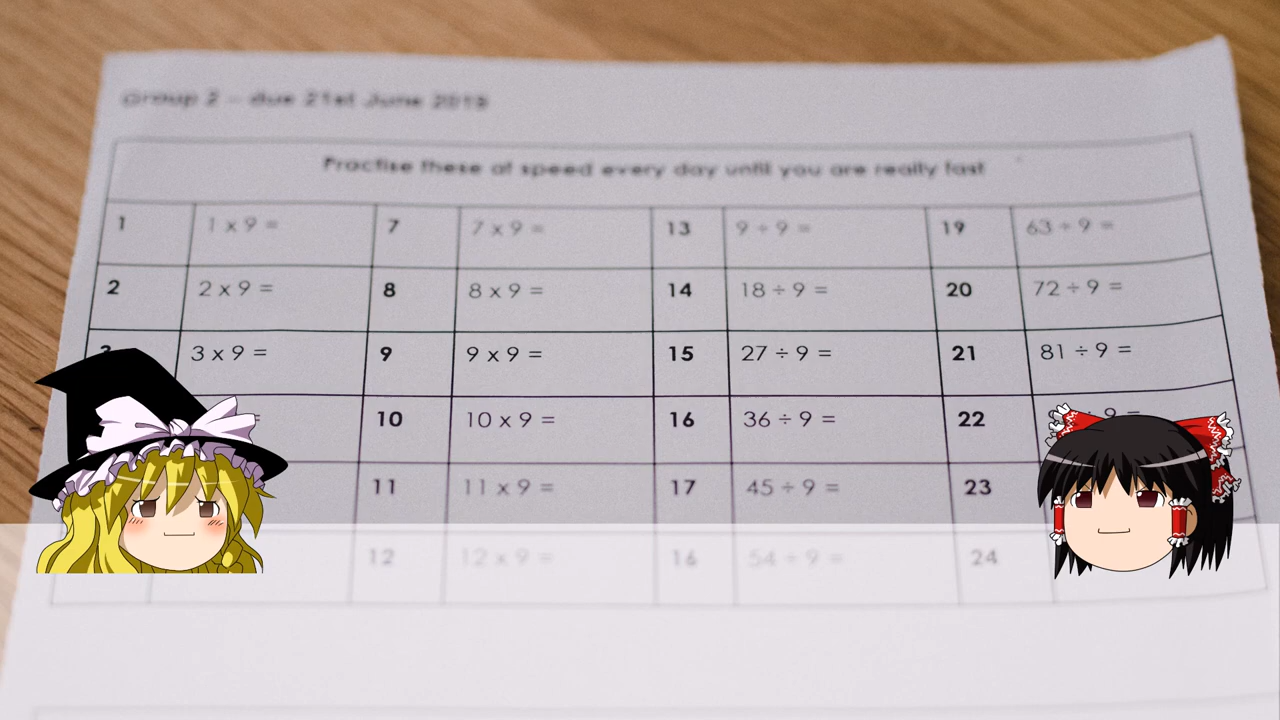 Group 2 – due 21st June 2019
Practise these at speed every day until you are really fast
1 1 x 9 = 7 7 x 9 = 13 9 ÷ 9 = 19 63 ÷ 9 =
2 2 x 9 = 8 8 x 9 = 14 18 ÷ 9 = 20 72 ÷ 9 =
3 x 9 = 9 9 x 9 = 15 27 ÷ 9 = 21 81 ÷ 9 =
= 10 10 x 9 = 16 36 ÷ 9 = 22 9 =
11 11 x 9 = 17 45 ÷ 9 = 23
12 12 x 9 = 16 54 ÷ 9 = 24